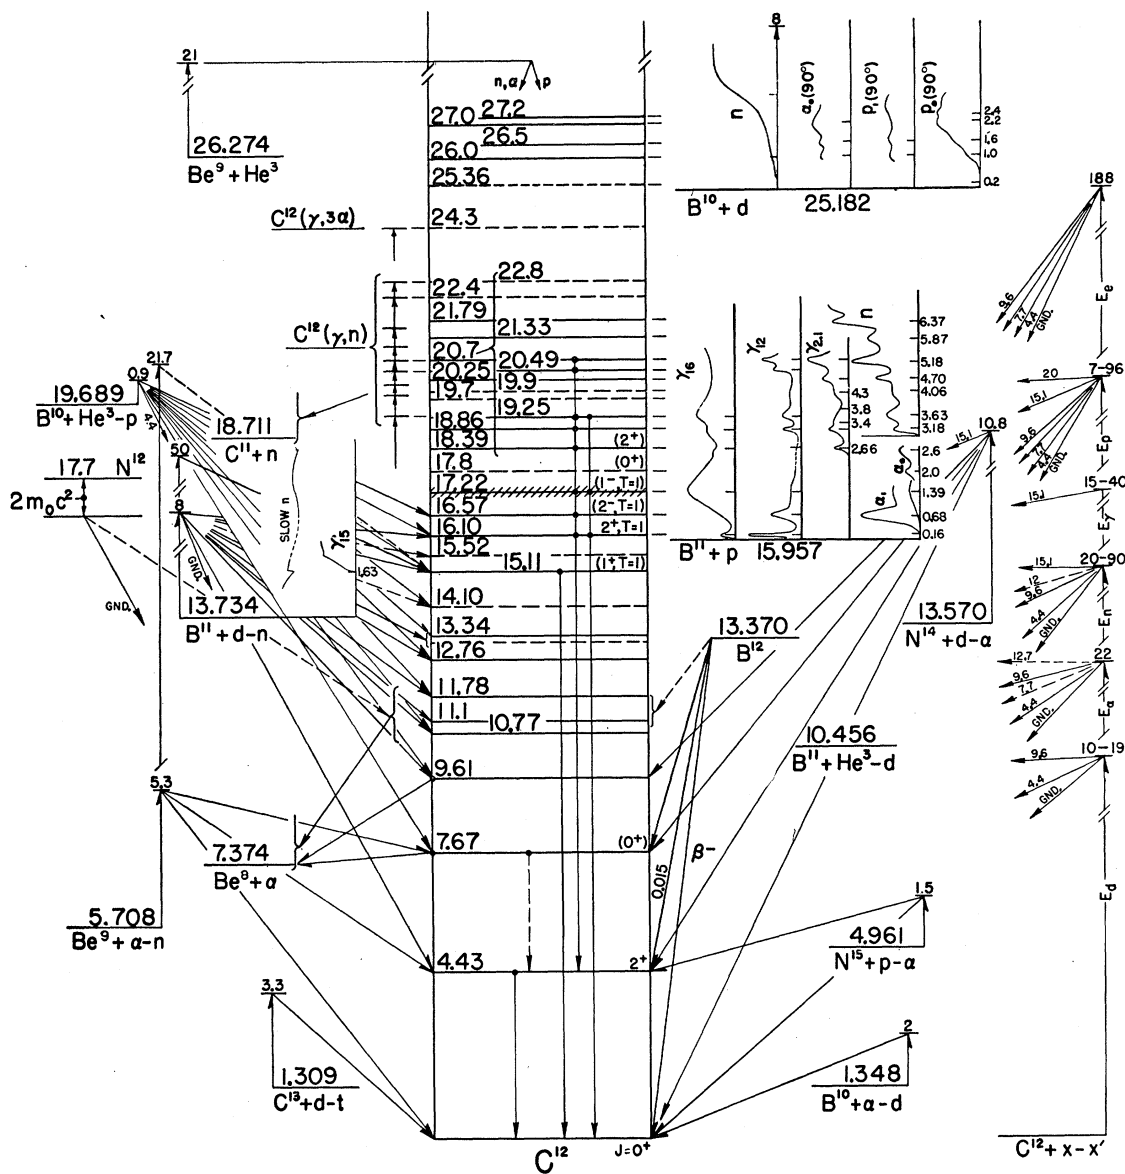 21
n, α
p
26.274
Be⁹ + He³
27.0
27.2
26.5
26.0
25.36
24.3
C¹²(γ,3α)
22.8
22.4
21.79
21.33
C¹²(γ,n)
20.7
20.49
20.25
19.9
19.7
19.25
18.86
18.39
(2⁺)
17.8
(0⁺)
17.22
(1⁻, T=1)
16.57
(2⁻, T=1)
16.10
2⁺, T=1
15.52
15.11
(1⁺, T=1)
14.10
13.34
12.76
11.78
11.1
10.77
9.61
7.67
(0⁺)
4.43
2⁺
J=0⁺
C¹²
21.7
0.9
19.689
B¹⁰ + He³-p
4.4
18.711
C¹¹ + n
50
17.7
N¹²
2m₀c²
8
GND.
GND.
SLOW n
γ₁₅
1.63
13.734
B¹¹ + d-n
5.3
7.374
Be⁸ + α
5.708
Be⁹ + α-n
3.3
1.309
C¹³ + d-t
8
n
α₀(90°)
p₁(90°)
p₀(90°)
2.4
2.2
1.6
1.0
0.2
B¹⁰ + d
25.182
γ₁₆
γ₁₂
γ₂.₁
n
6.37
5.87
5.18
4.70
4.06
3.63
3.18
4.3
3.8
3.4
2.66
2.6
2.0
1.39
0.68
0.16
α₀
α₁
B¹¹ + p
15.957
10.8
15.1
13.570
N¹⁴ + d-α
13.370
B¹²
10.456
B¹¹ + He³-d
β⁻
0.015
1.5
4.961
N¹⁵ + p-α
2
1.348
B¹⁰ + α-d
188
9.6
7.7
4.4
GND.
Eₑ
7-96
20
15.1
9.6
7.7
4.4
GND.
Eₚ
15-40
15.1
Eᵧ
20-90
15.1
12
9.6
4.4
GND.
Eₙ
22
12.7
9.6
7.7
4.4
GND.
E_α
10-19
9.6
4.4
GND.
E_d
C¹² + x - x'